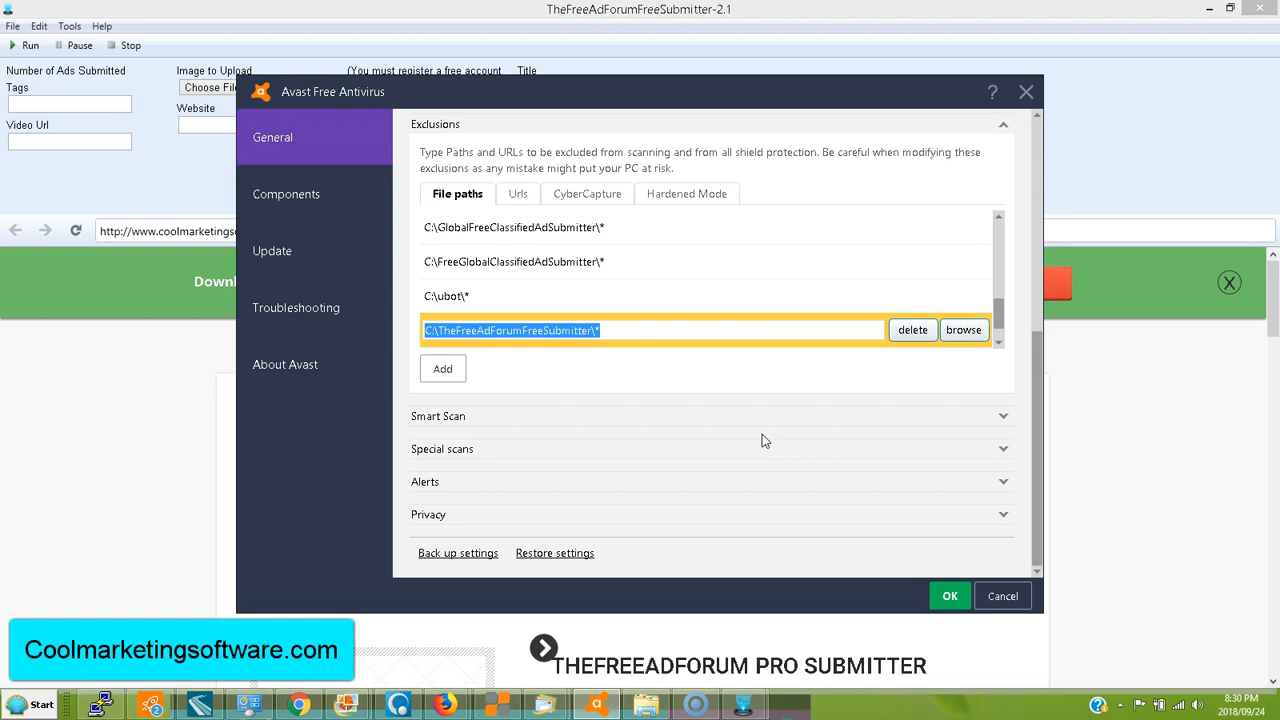 TheFreeAdForumFreeSubmitter-2.1
File Edit Tools Help
Run Pause Stop
Number of Ads Submitted
Image to Upload
(You must register a free account
Title
Tags
Choose Fil
Website
Video Url
Avast Free Antivirus
?
General
Components
Update
Troubleshooting
About Avast
Exclusions
Type Paths and URLs to be excluded from scanning and from all shield protection. Be careful when modifying these
exclusions as any mistake might put your PC at risk.
File paths Urls CyberCapture Hardened Mode
C:\GlobalFreeClassifiedAdSubmitter\*
C:\FreeGlobalClassifiedAdSubmitter\*
C:\ubot\*
C:\TheFreeAdForumFreeSubmitter\* delete browse
Add
Smart Scan
Special scans
Alerts
Privacy
Back up settings Restore settings
OK Cancel
http://www.coolmarketings
Downl
X
Coolmarketingsoftware.com
THEFREEADFORUM PRO SUBMITTER
Start
8:30 PM
2018/09/24